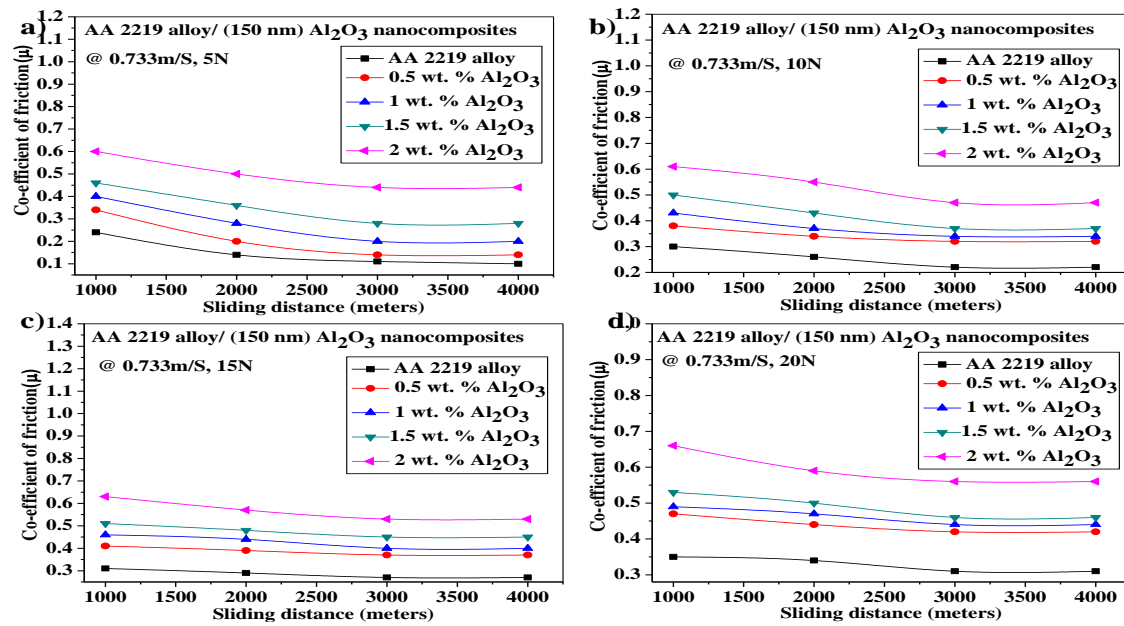 a)
AA 2219 alloy/ (150 nm) Al₂O₃ nanocomposites
@ 0.733m/S, 5N
AA 2219 alloy
0.5 wt. % Al₂O₃
1 wt. % Al₂O₃
1.5 wt. % Al₂O₃
2 wt. % Al₂O₃
Co-efficient of friction(μ)
1.2
1.1
1.0
0.9
0.8
0.7
0.6
0.5
0.4
0.3
0.2
0.1
1000 1500 2000 2500 3000 3500 4000
Sliding distance (meters)
b)
AA 2219 alloy/ (150 nm) Al₂O₃ nanocomposites
@ 0.733m/S, 10N
AA 2219 alloy
0.5 wt. % Al₂O₃
1 wt. % Al₂O₃
1.5 wt. % Al₂O₃
2 wt. % Al₂O₃
Co-efficient of friction(μ)
1.2
1.1
1.0
0.9
0.8
0.7
0.6
0.5
0.4
0.3
0.2
1000 1500 2000 2500 3000 3500 4000
Sliding distance (meters)
c)
AA 2219 alloy/ (150 nm) Al₂O₃ nanocomposites
@ 0.733m/S, 15N
AA 2219 alloy
0.5 wt. % Al₂O₃
1 wt. % Al₂O₃
1.5 wt. % Al₂O₃
2 wt. % Al₂O₃
Co-efficient of friction(μ)
1.4
1.3
1.2
1.1
1.0
0.9
0.8
0.7
0.6
0.5
0.4
0.3
1000 1500 2000 2500 3000 3500 4000
Sliding distance (meters)
d)
AA 2219 alloy/ (150 nm) Al₂O₃ nanocomposites
@ 0.733m/S, 20N
AA 2219 alloy
0.5 wt. % Al₂O₃
1 wt. % Al₂O₃
1.5 wt. % Al₂O₃
2 wt. % Al₂O₃
Co-efficient of friction(μ)
0.9
0.8
0.7
0.6
0.5
0.4
0.3
1000 1500 2000 2500 3000 3500 4000
Sliding distance (meters)